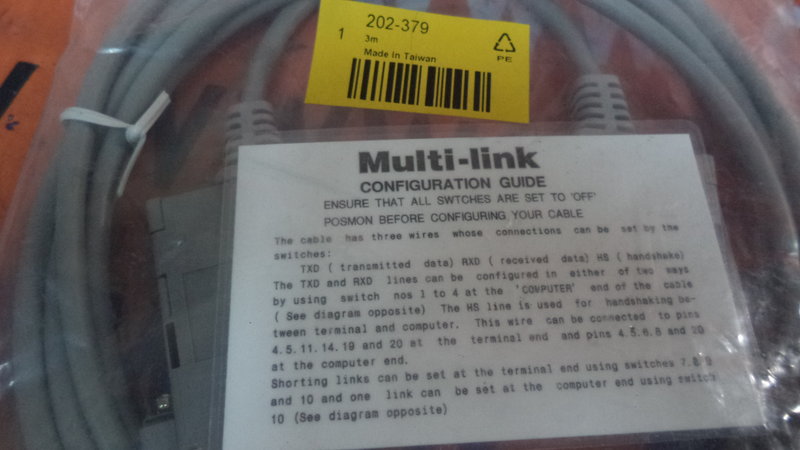 202-379
1
3m
Made In Taiwan
PE
Multi-link
CONFIGURATION GUIDE
ENSURE THAT ALL SWTCHES ARE SET TO 'OFF'
POSMON BEFORE CONFIGURING YOUR CABLE
The cable has three wires whose connections can be set by the
switches:
TXD ( transmitted data) RXD ( received data) HS ( handshake)
The TXD and RXD lines can be configured in either of two ways
by using switch nos 1 to 4 at the 'COMPUTER' end of the cable
( See diagram opposite) The HS line is used for handshaking be-
tween terminal and computer. This wire can be connected to pins
4.5.11.14.19 and 20 at the terminal end and pins 4.5.6.8 and 20
at the computer end.
Shorting links can be set at the terminal end using switches 7.8.9
and 10 and one link can be set at the computer end using switch
10 (See diagram opposite)